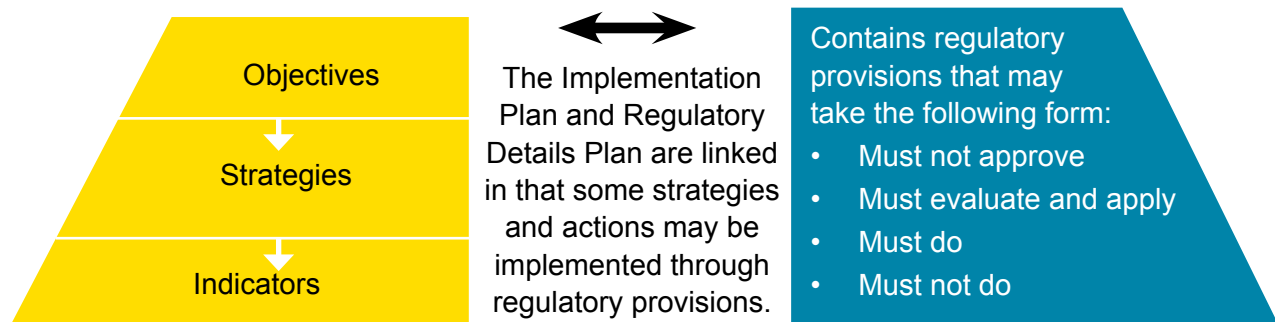 Objectives
Strategies
Indicators
The Implementation
Plan and Regulatory
Details Plan are linked
in that some strategies
and actions may be
implemented through
regulatory provisions.
Contains regulatory
provisions that may
take the following form:
• Must not approve
• Must evaluate and apply
• Must do
• Must not do